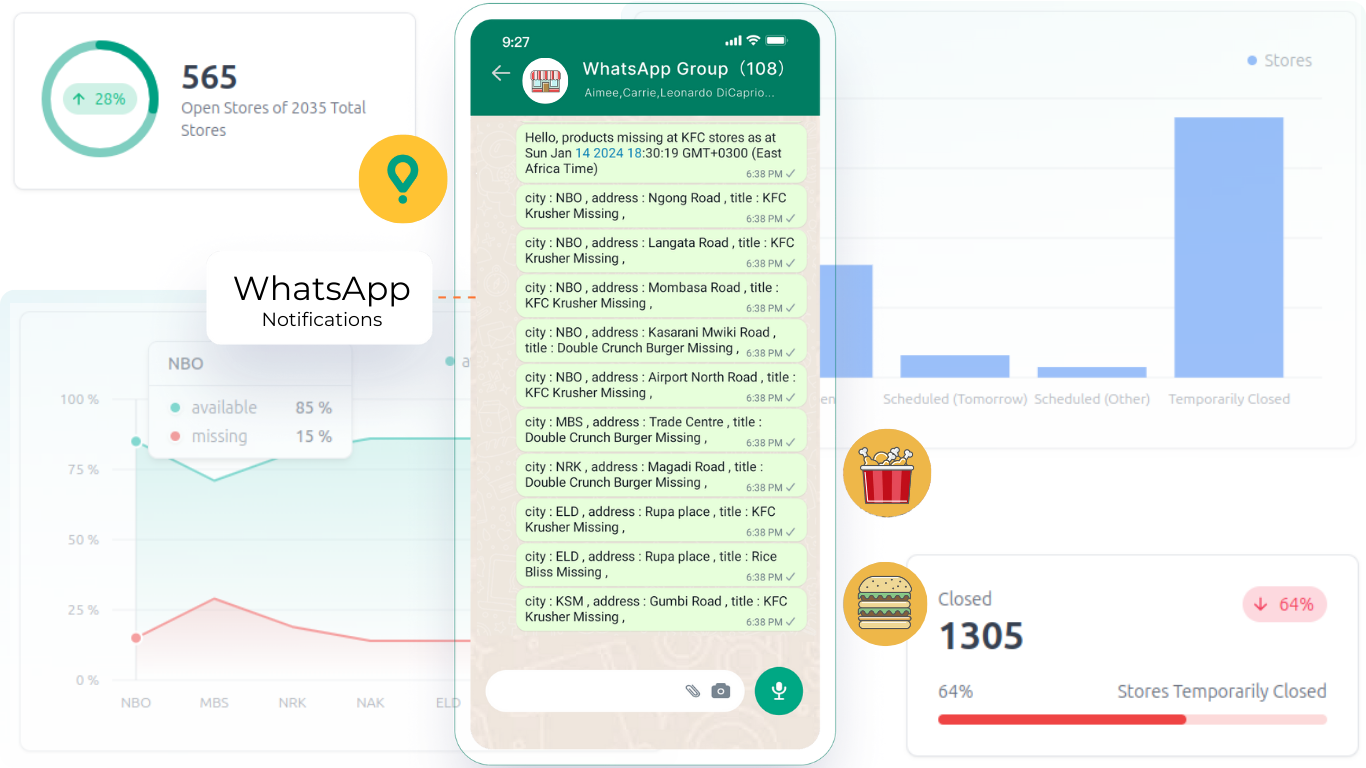 565
28%
Open Stores of 2035 Total
Stores
WhatsApp
Notifications
NBO
available 85 %
missing 15 %
a
100 %
75 %
50 %
25 %
0 %
NBO MBS NRK NAK ELD
9:27
WhatsApp Group（108）
Aimee,Carrie,Leonardo DiCaprio...
Hello, products missing at KFC stores as at
Sun Jan 14 2024 18:30:19 GMT+0300 (East
Africa Time)
6:38 PM
city : NBO , address : Ngong Road , title : KFC
Krusher Missing ,
6:38 PM
city : NBO , address : Langata Road , title : KFC
Krusher Missing ,
6:38 PM
city : NBO , address : Mombasa Road , title :
KFC Krusher Missing ,
6:38 PM
city : NBO , address : Kasarani Mwiki Road ,
title : Double Crunch Burger Missing ,
6:38 PM
city : NBO , address : Airport North Road , title :
KFC Krusher Missing ,
6:38 PM
city : MBS , address : Trade Centre , title :
Double Crunch Burger Missing ,
6:38 PM
city : NRK , address : Magadi Road , title :
Double Crunch Burger Missing ,
6:38 PM
city : ELD , address : Rupa place , title : KFC
Krusher Missing ,
6:38 PM
city : ELD , address : Rupa place , title : Rice
Bliss Missing ,
6:38 PM
city : KSM , address : Gumbi Road , title : KFC
Krusher Missing ,
6:38 PM
Stores
en Scheduled (Tomorrow) Scheduled (Other) Temporarily Closed
Closed
64%
1305
64% Stores Temporarily Closed